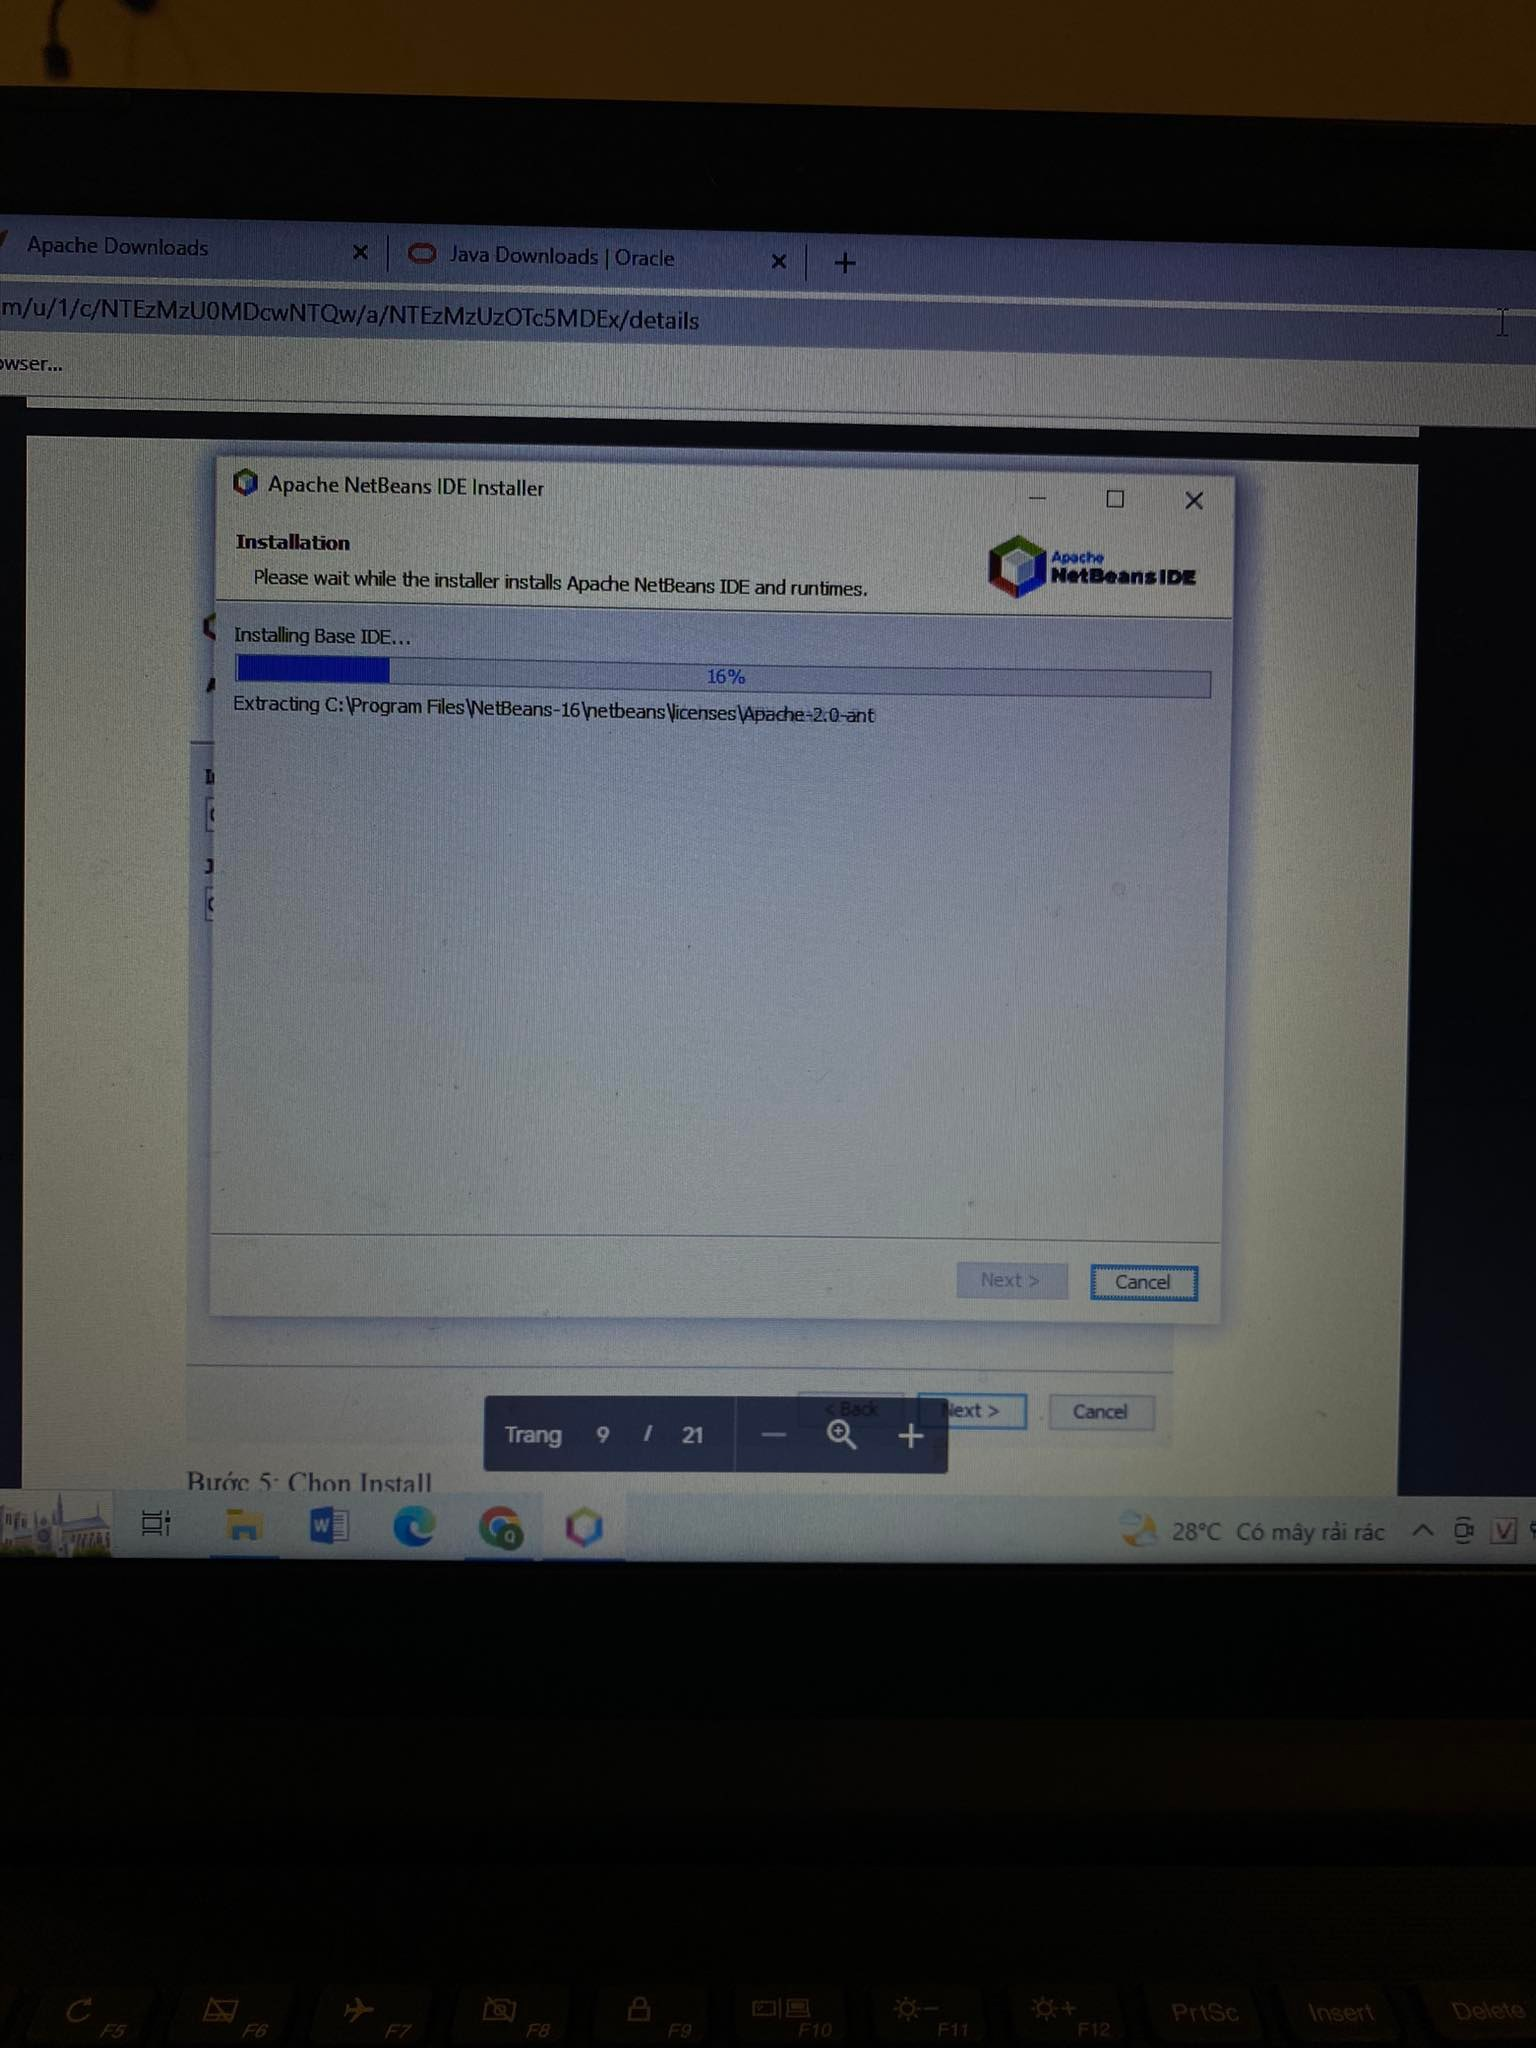 Apache Downloads
Java Downloads | Oracle
m/u/1/c/NTEzMzU0MDcwNTQw/a/NTEzMzUzOTc5MDEx/details
owser...
Apache NetBeans IDE Installer
Installation
Please wait while the installer installs Apache NetBeans IDE and runtimes.
Apache
NetBeans IDE
Installing Base IDE...
16%
Extracting C:\Program Files\NetBeans-16\netbeans\licenses\Apache-2.0-ant
Next >
Cancel
< Back
Next >
Cancel
Trang 9 / 21
Bước 5: Chọn Install
28°C Có mây rải rác
F5
F6
F7
F8
F9
F10
F11
F12
PrtSc
Insert
Delete